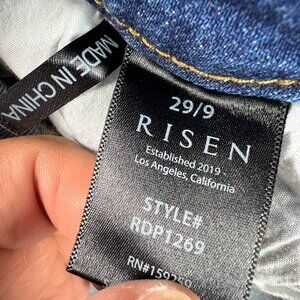 MADE IN CHINA
29/9
RISEN
Established 2019 -
Los Angeles, California
STYLE#
RDP1269